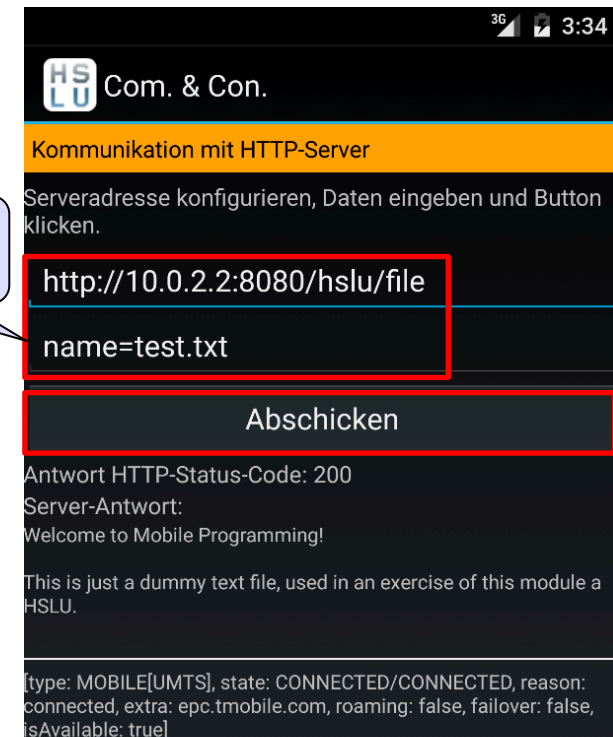 3G 3:34
HSLU Com. & Con.
Kommunikation mit HTTP-Server
Serveradresse konfigurieren, Daten eingeben und Button
klicken.
http://10.0.2.2:8080/hslu/file
name=test.txt
Abschicken
Antwort HTTP-Status-Code: 200
Server-Antwort:
Welcome to Mobile Programming!
This is just a dummy text file, used in an exercise of this module a
HSLU.
[type: MOBILE[UMTS], state: CONNECTED/CONNECTED, reason:
connected, extra: epc.tmobile.com, roaming: false, failover: false,
isAvailable: true]